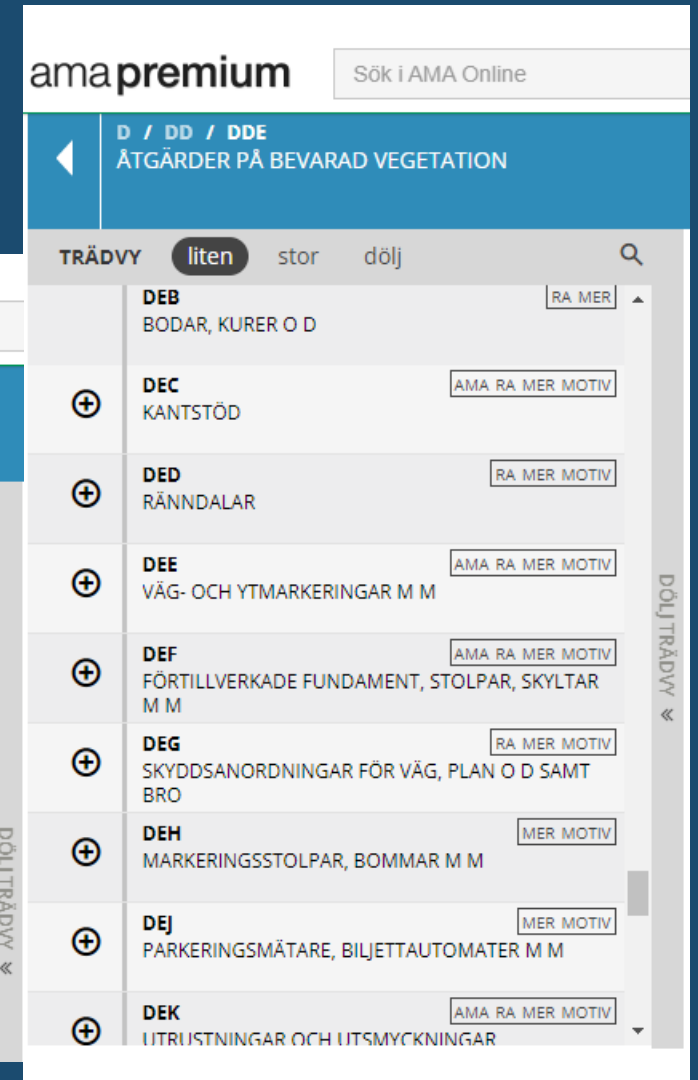 amapremium
Sök i AMA Online
D / DD / DDE
ÅTGÄRDER PÅ BEVARAD VEGETATION
TRÄDVY liten stor dölj
DEB RA MER
BODAR, KURER O D
DEC AMA RA MER MOTIV
KANTSTÖD
DED RA MER MOTIV
RÄNNDALAR
DEE AMA RA MER MOTIV
VÄG- OCH YTMARKERINGAR M M
DEF AMA RA MER MOTIV
FÖRTILLVERKADE FUNDAMENT, STOLPAR, SKYLTAR
M M
DEG RA MER MOTIV
SKYDDSANORDNINGAR FÖR VÄG, PLAN O D SAMT
BRO
DEH MER MOTIV
MARKERINGSSTOLPAR, BOMMAR M M
DEJ MER MOTIV
PARKERINGSMÄTARE, BILJETTAUTOMATER M M
DEK AMA RA MER MOTIV
UTRUSTNINGAR OCH UTSMYCKNINGAR
DÖLJ TRÄDVY «
DÖLJ TRÄDVY «